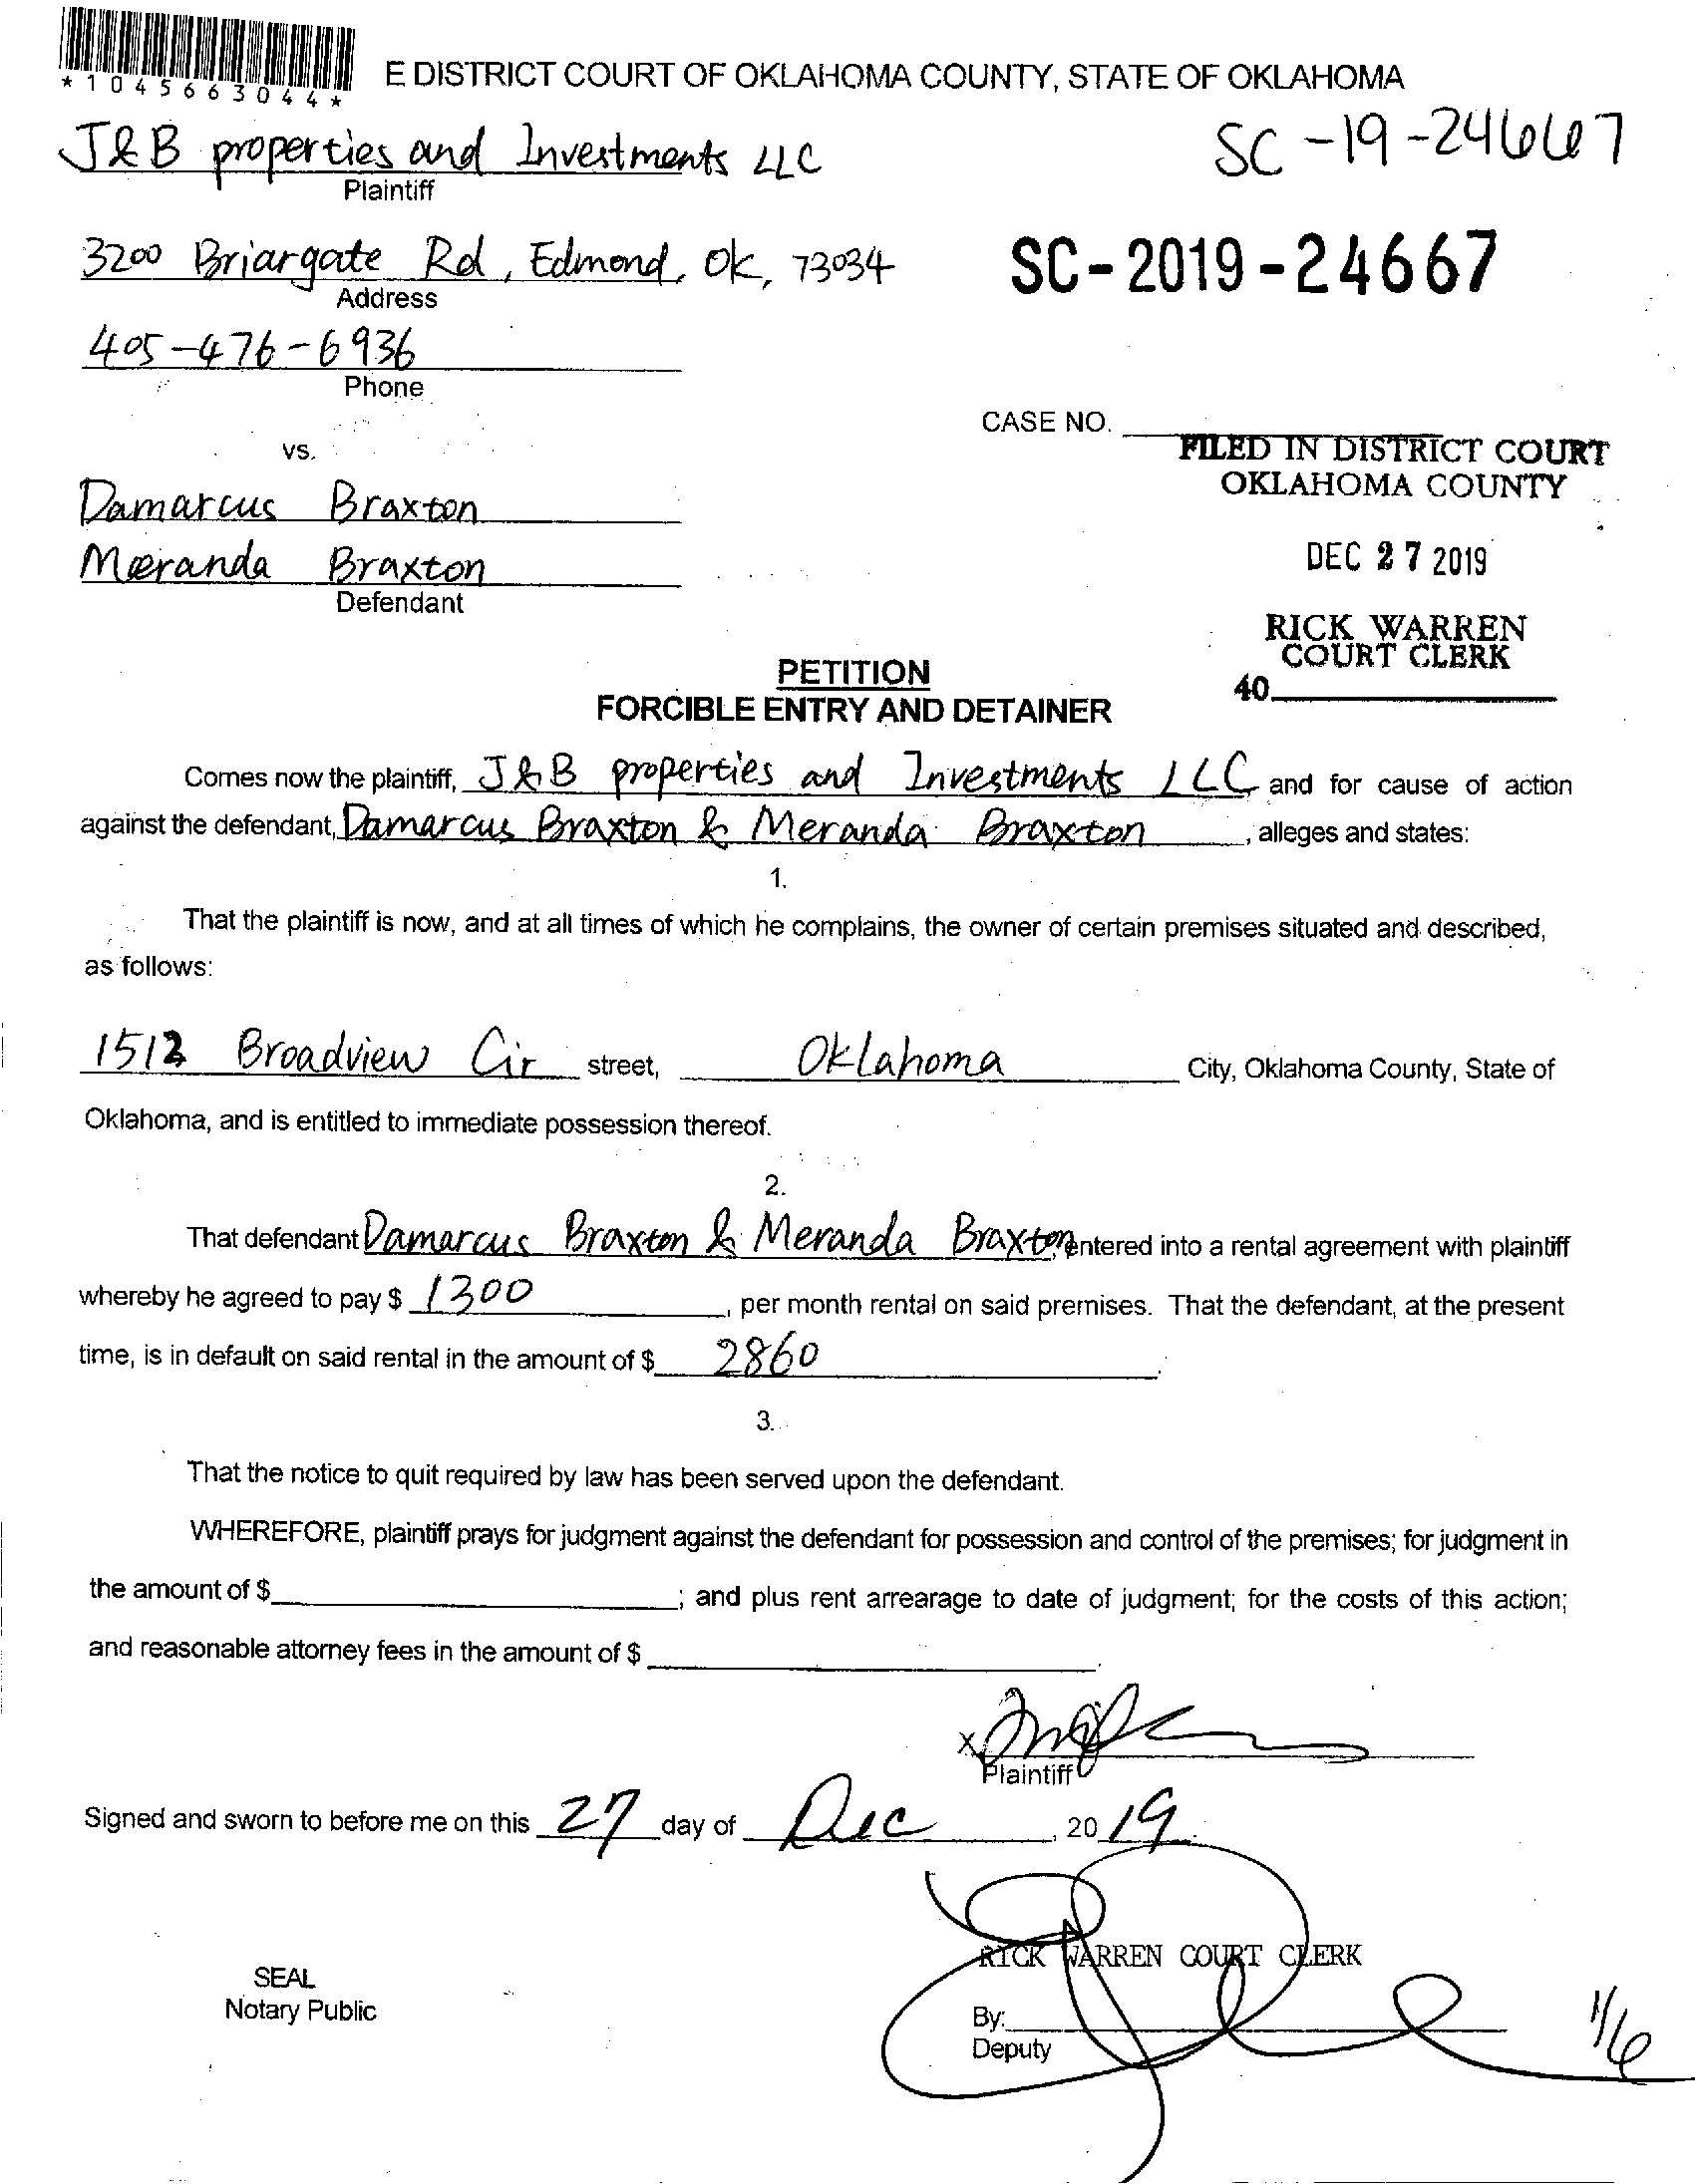 *1045663044*
E DISTRICT COURT OF OKLAHOMA COUNTY, STATE OF OKLAHOMA
J&B properties and Investments LLC
SC-19-24667
Plaintiff
3200 Briargate Rd, Edmond, Ok, 73034
SC-2019-24667
Address
405-476-6936
Phone
CASE NO.
vs.
FILED IN DISTRICT COURT
OKLAHOMA COUNTY
Damarcus Braxton
DEC 27 2019
Meranda Braxton
Defendant
RICK WARREN
COURT CLERK
40
PETITION
FORCIBLE ENTRY AND DETAINER
Comes now the plaintiff, J&B properties and Investments LLC and for cause of action
against the defendant, Damarcus Braxton & Meranda Braxton, alleges and states:
1.
That the plaintiff is now, and at all times of which he complains, the owner of certain premises situated and described,
as follows:
1512 Broadview Cir street, Oklahoma City, Oklahoma County, State of
Oklahoma, and is entitled to immediate possession thereof.
2.
That defendant Damarcus Braxton & Meranda Braxton entered into a rental agreement with plaintiff
whereby he agreed to pay $ 1300, per month rental on said premises. That the defendant, at the present
time, is in default on said rental in the amount of $ 2860.
3.
That the notice to quit required by law has been served upon the defendant.
WHEREFORE, plaintiff prays for judgment against the defendant for possession and control of the premises; for judgment in
the amount of $ ; and plus rent arrearage to date of judgment; for the costs of this action;
and reasonable attorney fees in the amount of $ .
x
Plaintiff
Signed and sworn to before me on this 27 day of Dec, 2019.
RICK WARREN COURT CLERK
SEAL
Notary Public
By:
Deputy
1/6